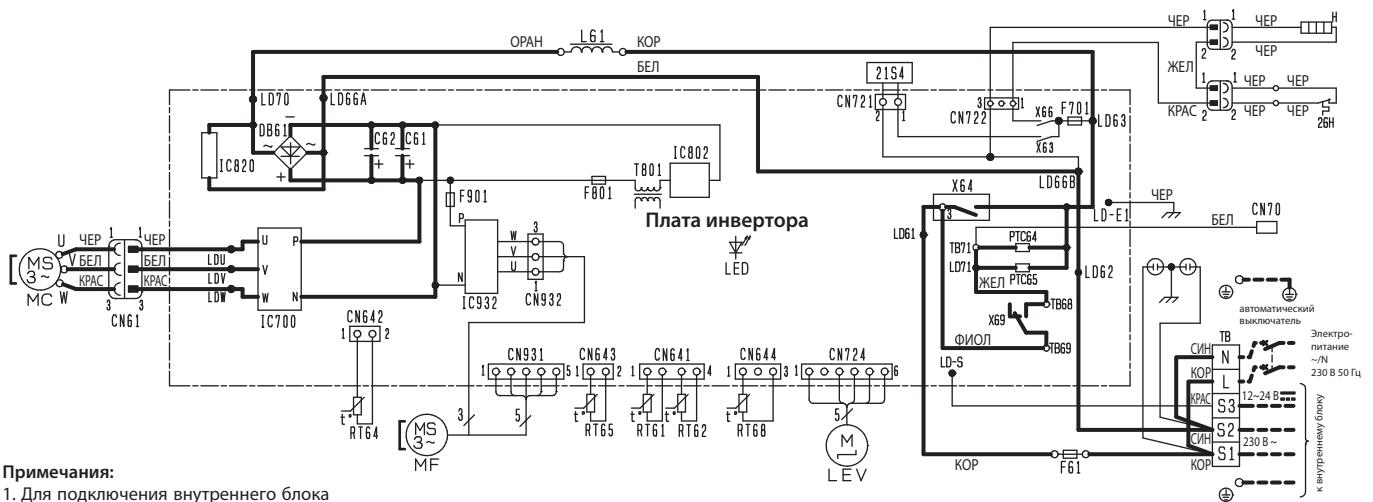 ОРАН L61 КОР
БЕЛ
ЧЕР 1 1 ЧЕР H
2 2 ЧЕР
ЖЕЛ
1 1 ЧЕР ЧЕР
КРАС 2 2 ЧЕР ЧЕР
26H
21S4
CN721
2 1
3 1
CN722
X66 F701
X63
LD63
LD70 LD66A
DB61 −
~ ~
+
IC820
C62 C61
+ +
F901
F801
T801
IC802
Плата инвертора
LED
X64
3
LD66B
LD-E1
ЧЕР
БЕЛ
CN70
LD61
TB71 PTC64
LD71 PTC65
LD62
ЖЕЛ
TB68
X69
ФИОЛ
TB69
LD-S
U ЧЕР 1 1 ЧЕР LDU U P
MS
3~
V БЕЛ БЕЛ LDV V
MC W КРАС 3 3 КРАС LDW W N
CN61
IC700
P
N
IC932
3
W
V
U
1
CN932
CN642
1 2
t°
RT64
CN931
1 5
CN643
1 2
CN641
1 4
CN644
1 3
CN724
1 6
3 5
MS
3~
MF
t°
RT65
t° t°
RT61 RT62
t°
RT68
5
M
LEV
автоматический
выключатель
Электро-
питание
~/N
230 В 50 Гц
TB
СИН N
КОР L
КРАС S3 12~24 В
S2
СИН 230 В ~
S1
КОР
к внутреннему блоку
КОР F61
Примечания:
1. Для подключения внутреннего блока